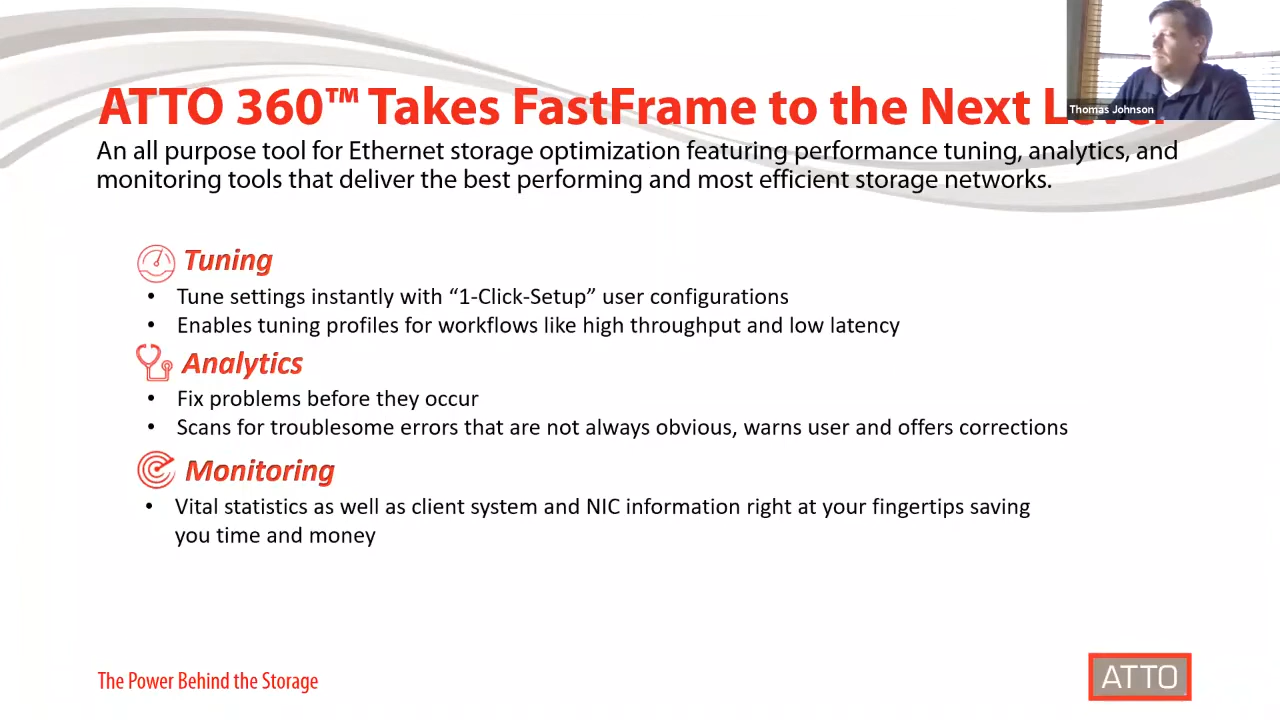 ATTO 360™ Takes FastFrame to the Next Level
Thomas Johnson
An all purpose tool for Ethernet storage optimization featuring performance tuning, analytics, and
monitoring tools that deliver the best performing and most efficient storage networks.
Tuning
• Tune settings instantly with “1-Click-Setup” user configurations
• Enables tuning profiles for workflows like high throughput and low latency
Analytics
• Fix problems before they occur
• Scans for troublesome errors that are not always obvious, warns user and offers corrections
Monitoring
• Vital statistics as well as client system and NIC information right at your fingertips saving
you time and money
The Power Behind the Storage
ATTO